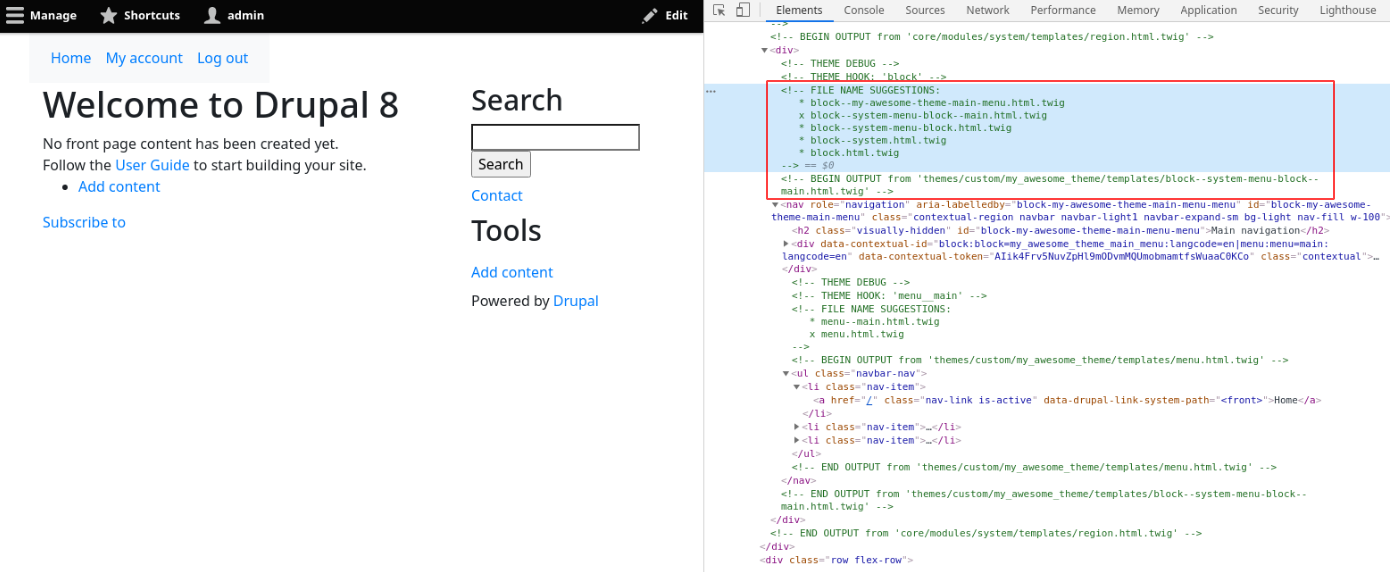 Manage Shortcuts admin Edit
Home My account Log out
Welcome to Drupal 8
No front page content has been created yet.
Follow the User Guide to start building your site.
Add content
Subscribe to
Search
Search
Contact
Tools
Add content
Powered by Drupal
Elements Console Sources Network Performance Memory Application Security Lighthouse
-->
<!-- BEGIN OUTPUT from 'core/modules/system/templates/region.html.twig' -->
<div>
<!-- THEME DEBUG -->
<!-- THEME HOOK: 'block' -->
<!-- FILE NAME SUGGESTIONS:
* block--my-awesome-theme-main-menu.html.twig
x block--system-menu-block--main.html.twig
* block--system-menu-block.html.twig
* block--system.html.twig
* block.html.twig
--> == $0
<!-- BEGIN OUTPUT from 'themes/custom/my_awesome_theme/templates/block--system-menu-block--
main.html.twig' -->
<nav role="navigation" aria-labelledby="block-my-awesome-theme-main-menu-menu" id="block-my-awesome-
theme-main-menu" class="contextual-region navbar navbar-light1 navbar-expand-sm bg-light nav-fill w-100">
<h2 class="visually-hidden" id="block-my-awesome-theme-main-menu-menu">Main navigation</h2>
<div data-contextual-id="block:block=my_awesome_theme_main_menu:langcode=en|menu:menu=main:
langcode=en" data-contextual-token="AIik4Frv5NuvZpHl9mODvmMQUmobmamtfsWuaaC0KCo" class="contextual">…
</div>
<!-- THEME DEBUG -->
<!-- THEME HOOK: 'menu__main' -->
<!-- FILE NAME SUGGESTIONS:
* menu--main.html.twig
x menu.html.twig
-->
<!-- BEGIN OUTPUT from 'themes/custom/my_awesome_theme/templates/menu.html.twig' -->
<ul class="navbar-nav">
<li class="nav-item">
<a href="/" class="nav-link is-active" data-drupal-link-system-path="<front>">Home</a>
</li>
<li class="nav-item">…</li>
<li class="nav-item">…</li>
</ul>
<!-- END OUTPUT from 'themes/custom/my_awesome_theme/templates/menu.html.twig' -->
</nav>
<!-- END OUTPUT from 'themes/custom/my_awesome_theme/templates/block--system-menu-block--
main.html.twig' -->
</div>
<!-- END OUTPUT from 'core/modules/system/templates/region.html.twig' -->
</div>
<div class="row flex-row">